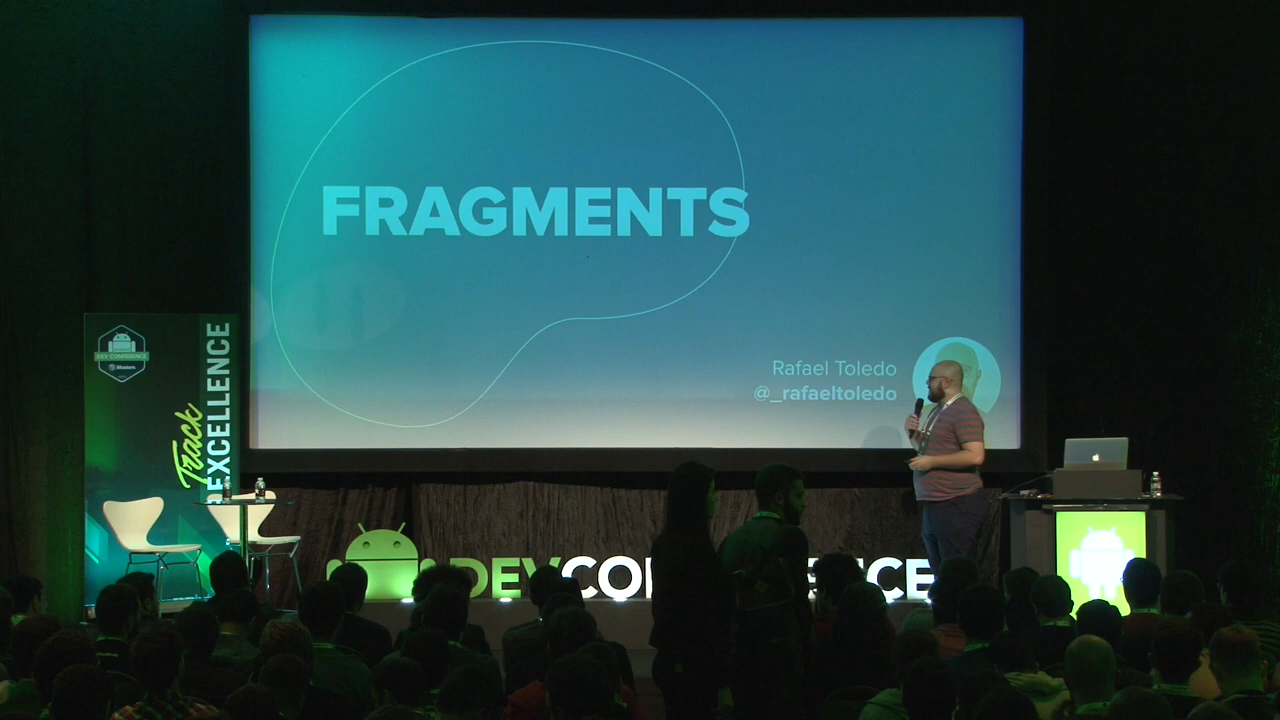 FRAGMENTS
Rafael Toledo
@_rafaeltoledo
DEV CONFERENCE
Track
EXCELLENCE